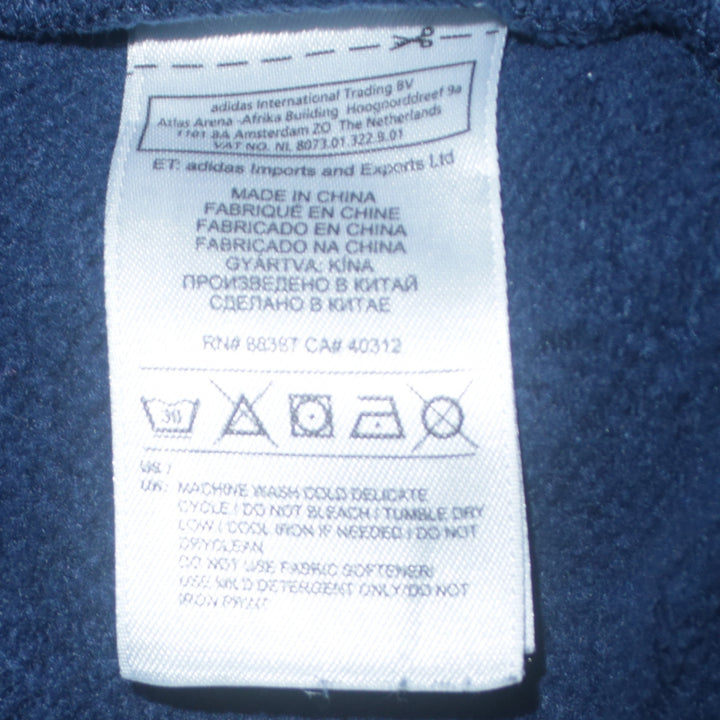 adidas International Trading BV
Atlas Arena -Afrika Building Hoogoorddreef 9a
1101 BA Amsterdam ZO The Netherlands
VAT NO. NL 8073.01.322.B.01
ET: adidas Imports and Exports Ltd
MADE IN CHINA
FABRIQUÉ EN CHINE
FABRICADO EN CHINA
FABRICADO NA CHINA
GYÁRTVA: KÍNA
ПРОИЗВЕДЕНО В КИТАЙ
СДЕЛАНО В КИТАЕ
RN# 88387 CA# 40312
30
US /
UK: MACHINE WASH COLD DELICATE
CYCLE / DO NOT BLEACH / TUMBLE DRY
LOW / COOL IRON IF NEEDED / DO NOT
DRYCLEAN
DO NOT USE FABRIC SOFTENER/
USE MILD DETERGENT ONLY/DO NOT
IRON PRINT